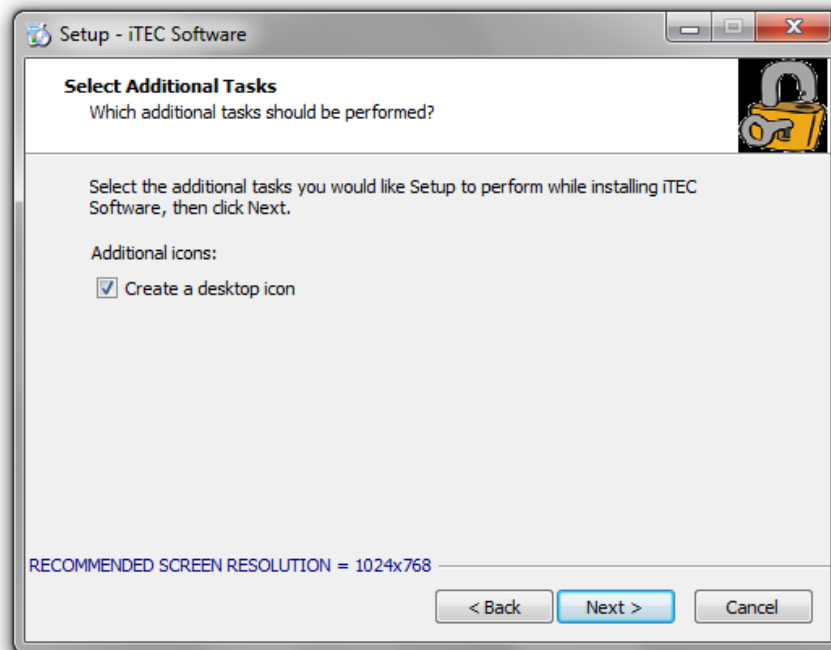 Setup - iTEC Software
Select Additional Tasks
Which additional tasks should be performed?
Select the additional tasks you would like Setup to perform while installing iTEC
Software, then click Next.
Additional icons:
Create a desktop icon
RECOMMENDED SCREEN RESOLUTION = 1024x768
< Back Next > Cancel